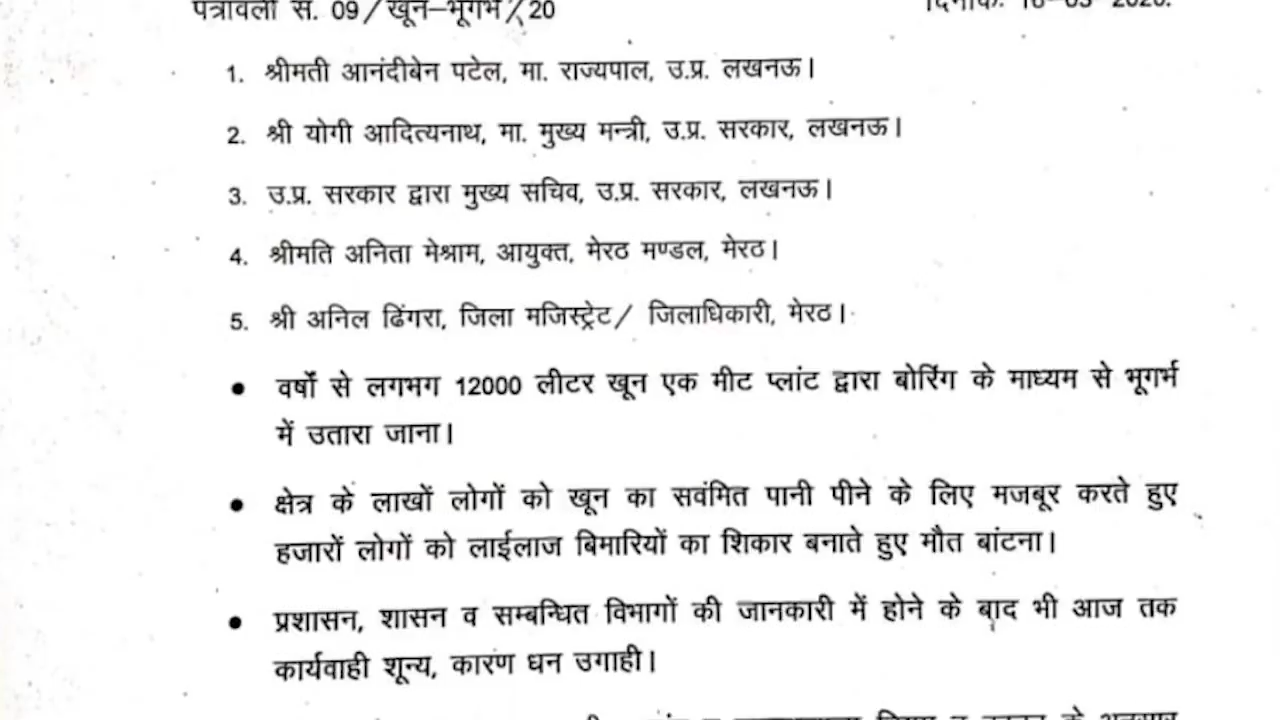 पत्रावली सं. 09/खून-भूगर्भ/20
दिनांक: 16-03-2020.
1. श्रीमती आनंदीबेन पटेल, मा. राज्यपाल, उ.प्र. लखनऊ।
2. श्री योगी आदित्यनाथ, मा. मुख्य मन्त्री, उ.प्र. सरकार, लखनऊ।
3. उ.प्र. सरकार द्वारा मुख्य सचिव, उ.प्र. सरकार, लखनऊ।
4. श्रीमति अनिता मेश्राम, आयुक्त, मेरठ मण्डल, मेरठ।
5. श्री अनिल ढिंगरा, जिला मजिस्ट्रेट/ जिलाधिकारी, मेरठ।
• वर्षों से लगभग 12000 लीटर खून एक मीट प्लांट द्वारा बोरिंग के माध्यम से भूगर्भ
में उतारा जाना।
• क्षेत्र के लाखों लोगों को खून का सवंमित पानी पीने के लिए मजबूर करते हुए
हजारों लोगों को लाईलाज बिमारियों का शिकार बनाते हुए मौत बांटना।
• प्रशासन, शासन व सम्बन्धित विभागों की जानकारी में होने के बाद भी आज तक
कार्यवाही शून्य, कारण धन उगाही।